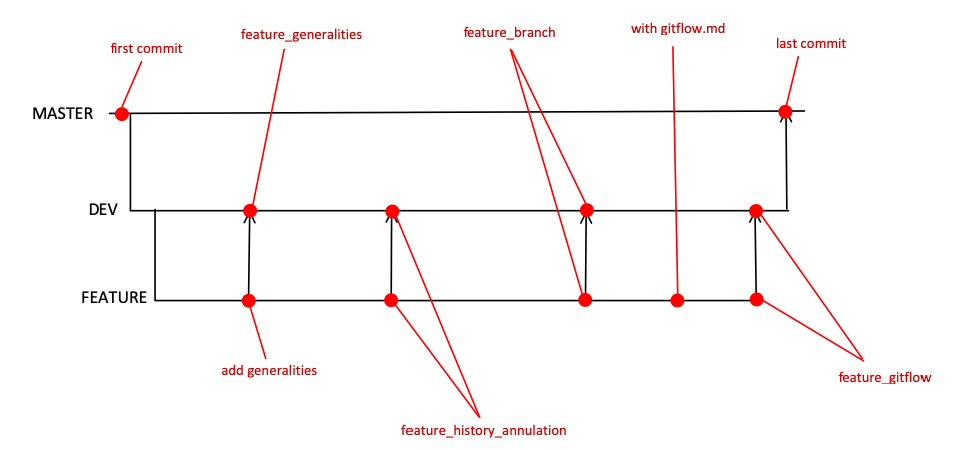 with gitflow.md
feature_generalities
feature_branch
last commit
first commit
MASTER
DEV
FEATURE
add generalities
feature_gitflow
feature_history_annulation